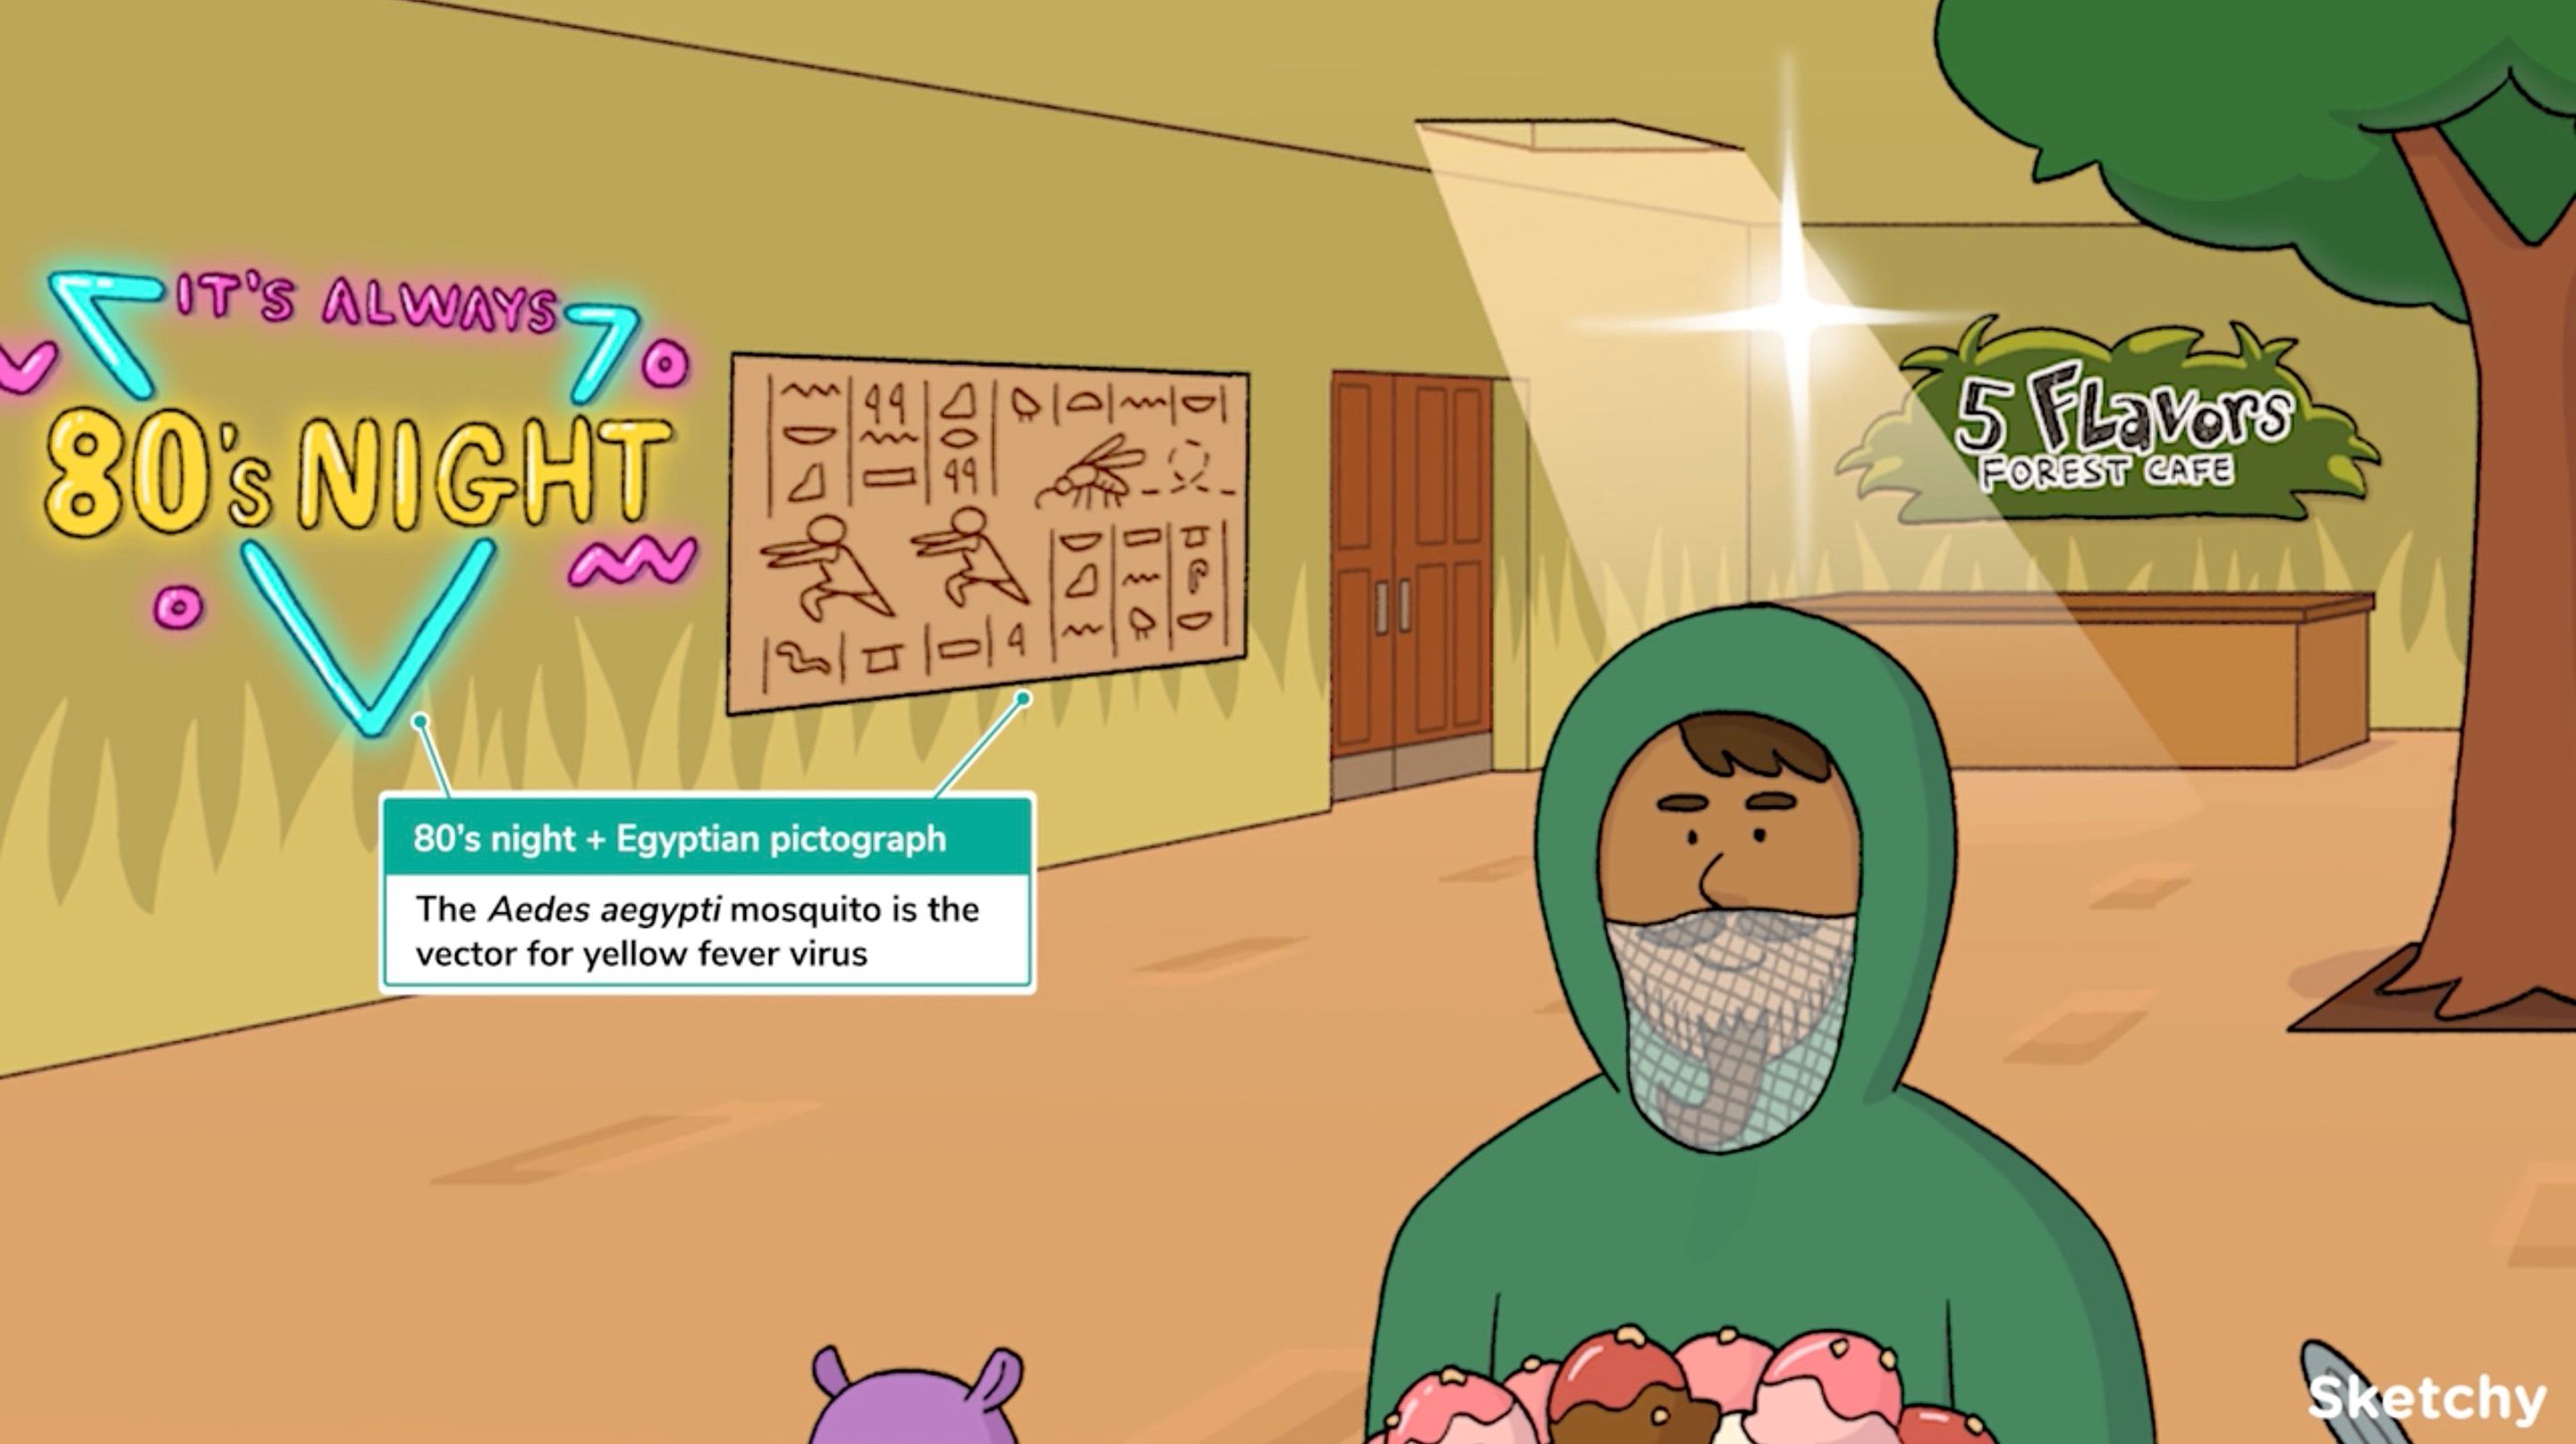 IT'S ALWAYS
80's NIGHT
5 FLavors
FOREST CAFE
80's night + Egyptian pictograph
The Aedes aegypti mosquito is the
vector for yellow fever virus
Sketchy